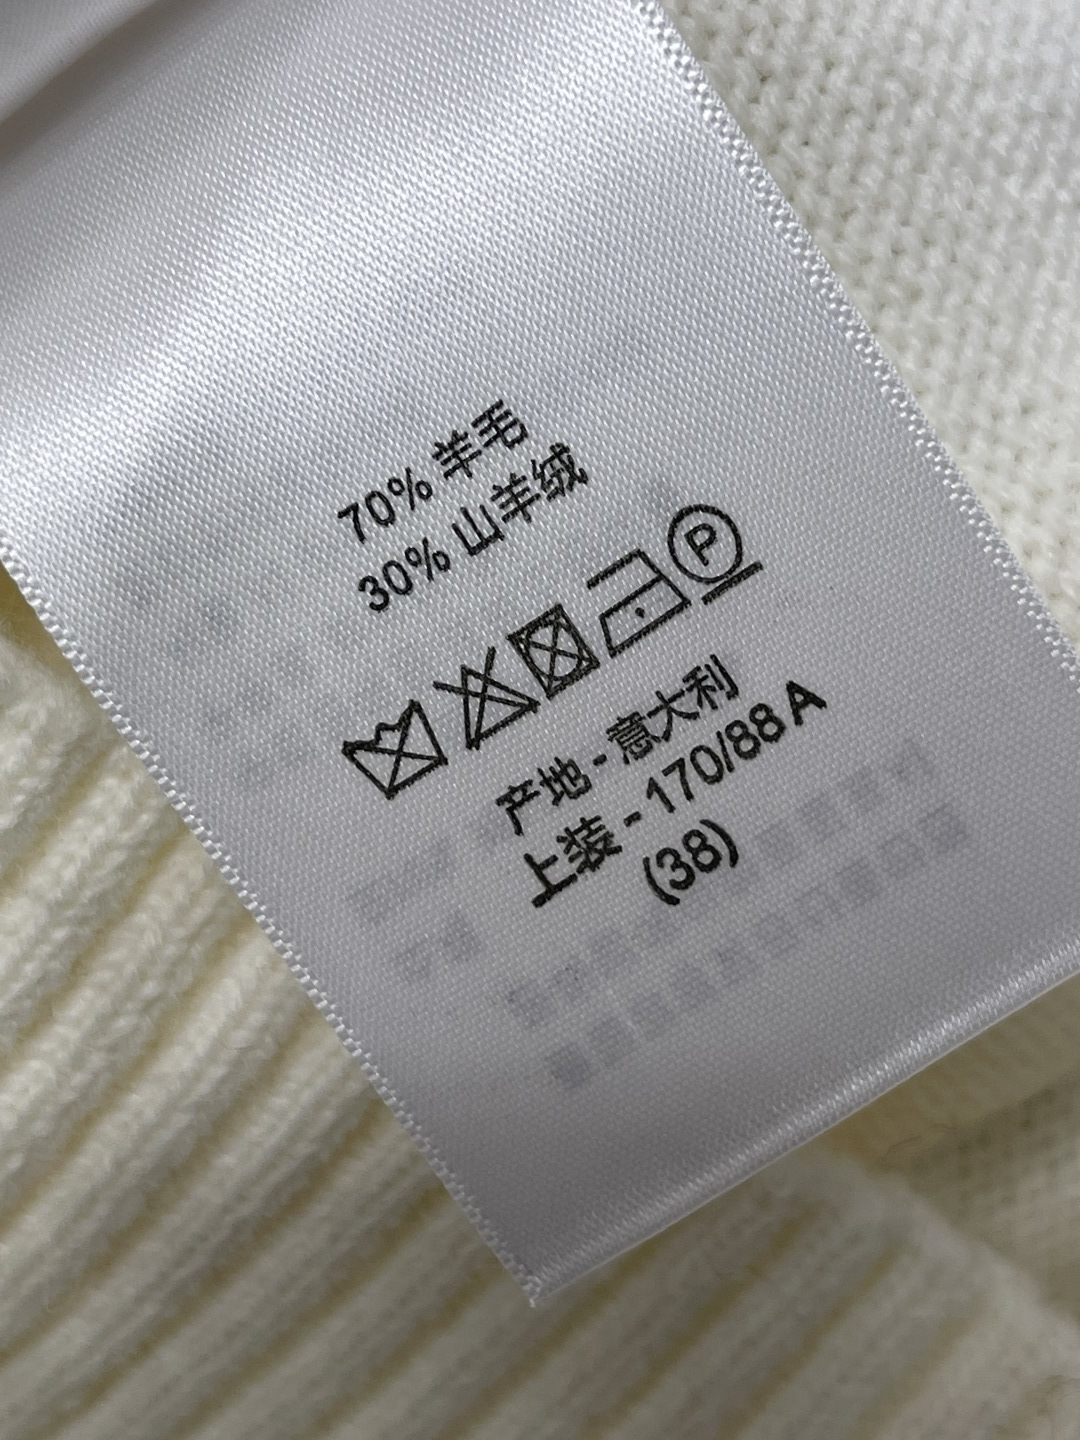 70% 羊毛
30% 山羊绒
P
产地 - 意大利
上装 - 170/88 A
(38)